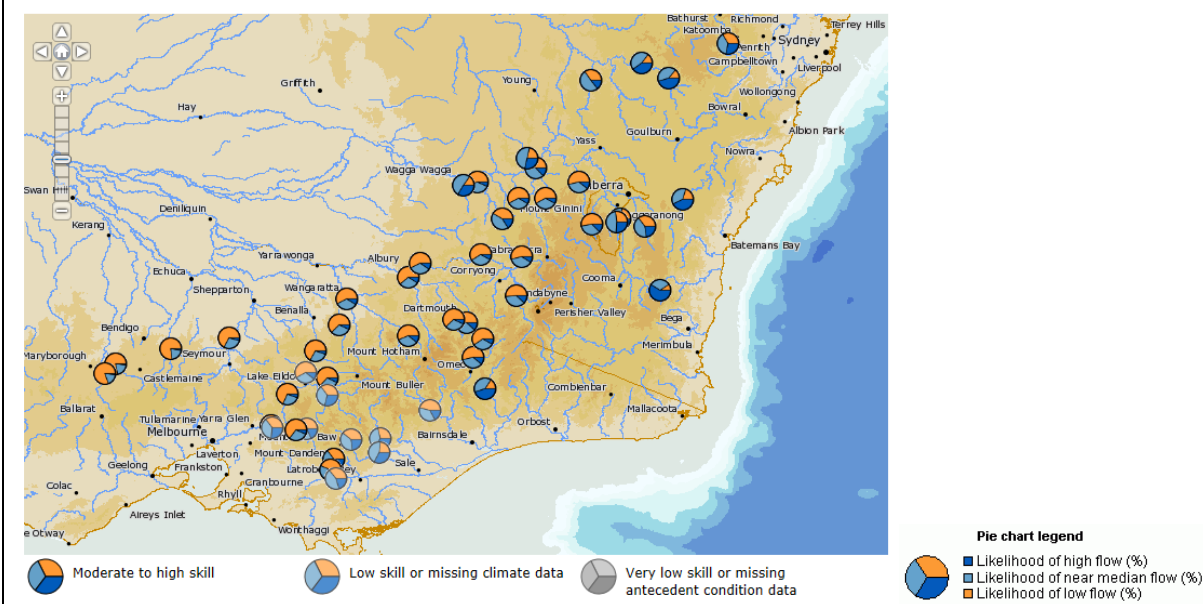 Bathurst
Richmond
Terrey Hills
Katoomba
Penrith
Sydney
Campbelltown
Liverpool
Griffith
Young
Wollongong
Hay
Bowral
Albion Park
Goulburn
Yass
Nowra
Wagga Wagga
Swan Hill
Deniliquin
Mount Ginini
Kerang
Batemans Bay
Yarrawonga
Albury
Corryong
Echuca
Cooma
Shepparton
Wangaratta
Dartmouth
Perisher Valley
Benalla
Bega
Bendigo
Merimbula
Maryborough
Seymour
Mount Hotham
Castlemaine
Lake Eildon
Mount Buller
Combienbar
Ballarat
Mallacoota
Tullamarine
Yarra Glen
Orbost
Melbourne
Baw
Bairnsdale
Laverton
Geelong
Frankston
Sale
Colac
Cranbourne
Rhyll
Aireys Inlet
Wonthaggi
e Otway
Moderate to high skill
Low skill or missing climate data
Very low skill or missing
antecedent condition data
Pie chart legend
Likelihood of high flow (%)
Likelihood of near median flow (%)
Likelihood of low flow (%)